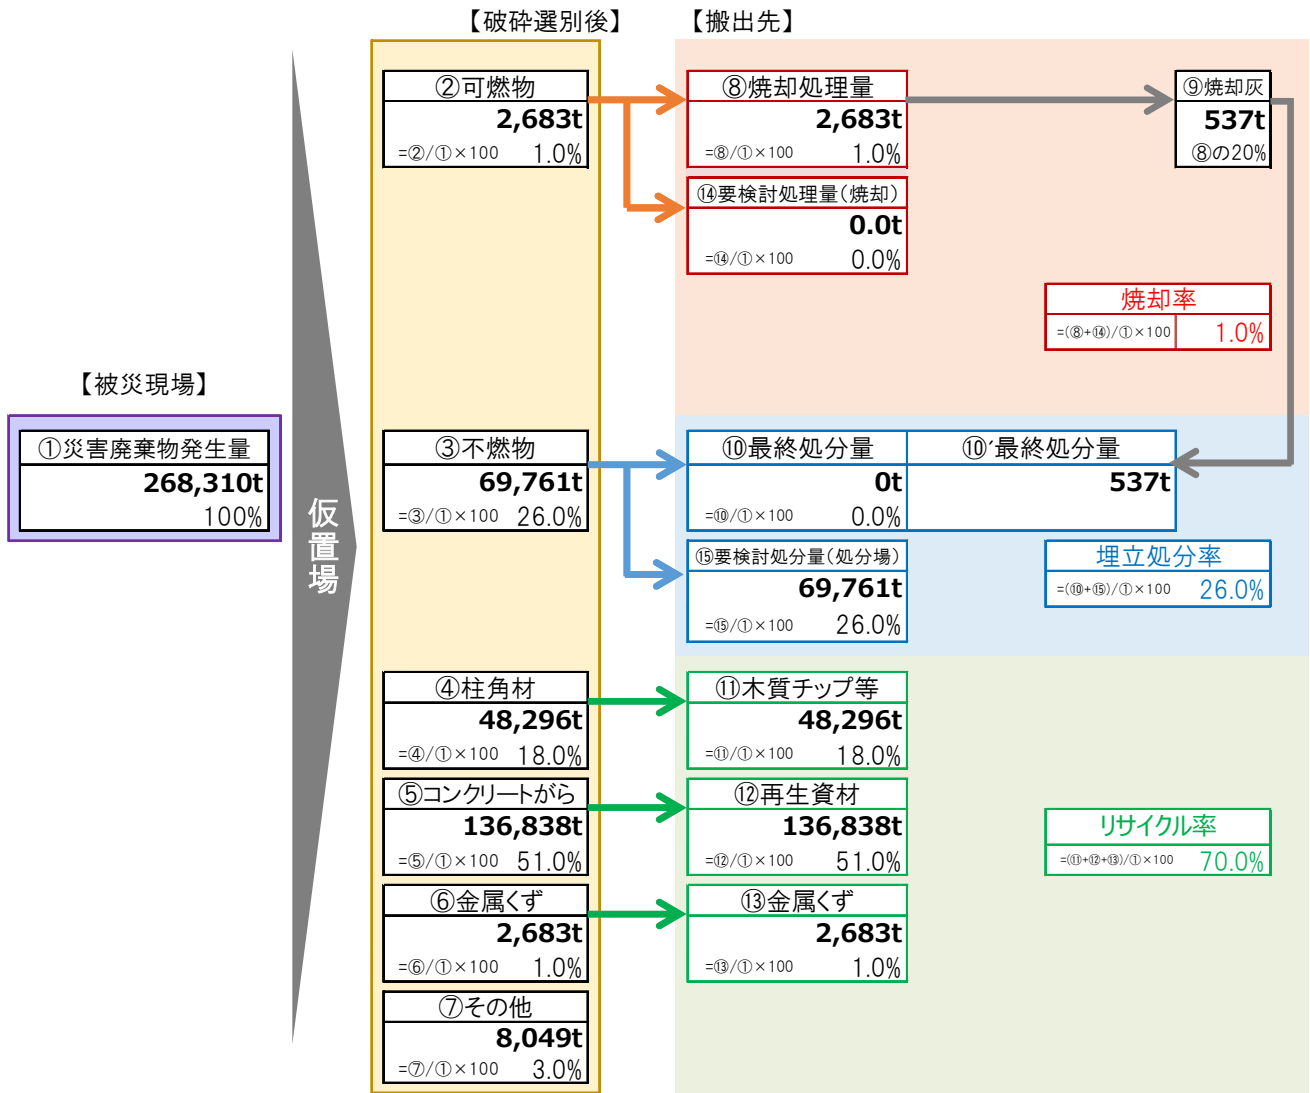 【破砕選別後】
【搬出先】
②可燃物
2,683t
=②/①×100 1.0%
⑧焼却処理量
2,683t
=⑧/①×100 1.0%
⑨焼却灰
537t
⑧の20%
⑭要検討処理量(焼却)
0.0t
=⑭/①×100 0.0%
焼却率
=(⑧+⑭)/①×100 1.0%
【被災現場】
①災害廃棄物発生量
268,310t
100%
仮置場
③不燃物
69,761t
=③/①×100 26.0%
⑩最終処分量
0t
=⑩/①×100 0.0%
⑩´最終処分量
537t
⑮要検討処分量(処分場)
69,761t
=⑮/①×100 26.0%
埋立処分率
=(⑩+⑮)/①×100 26.0%
④柱角材
48,296t
=④/①×100 18.0%
⑪木質チップ等
48,296t
=⑪/①×100 18.0%
⑤コンクリートがら
136,838t
=⑤/①×100 51.0%
⑫再生資材
136,838t
=⑫/①×100 51.0%
リサイクル率
=(⑪+⑫+⑬)/①×100 70.0%
⑥金属くず
2,683t
=⑥/①×100 1.0%
⑬金属くず
2,683t
=⑬/①×100 1.0%
⑦その他
8,049t
=⑦/①×100 3.0%